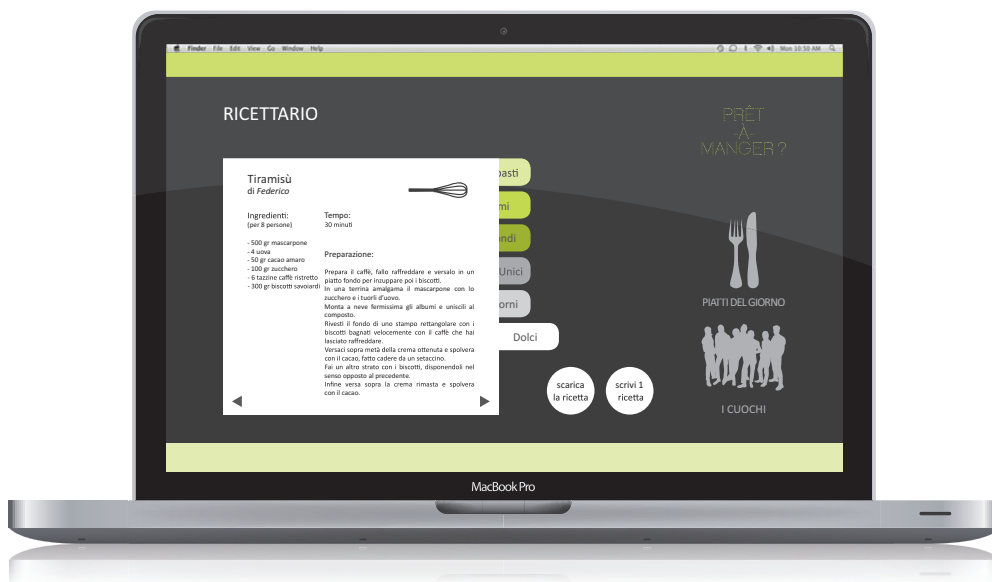 Finder File Edit View Go Window Help
Mon 10:50 AM
RICETTARIO
PRÊT
-À-
MANGER ?
Tiramisù
di Federico
Ingredienti:
(per 8 persone)
- 500 gr mascarpone
- 4 uova
- 50 gr cacao amaro
- 100 gr zucchero
- 6 tazzine caffè ristretto
- 300 gr biscotti savoiardi
Tempo:
30 minuti
Preparazione:
Prepara il caffè, fallo raffreddare e versalo in un
piatto fondo per inzuppare poi i biscotti.
In una terrina amalgama il mascarpone con lo
zucchero e i tuorli d'uovo.
Monta a neve fermissima gli albumi e uniscili al
composto.
Rivesti il fondo di uno stampo rettangolare con i
biscotti bagnati velocemente con il caffè che hai
lasciato raffreddare.
Versaci sopra metà della crema ottenuta e spolvera
con il cacao, fatto cadere da un setaccino.
Fai un altro strato con i biscotti, disponendoli nel
senso opposto al precedente.
Infine versa sopra la crema rimasta e spolvera
con il cacao.
pasti
mi
ndi
Unici
orni
Dolci
scarica
la ricetta
scrivi 1
ricetta
PIATTI DEL GIORNO
I CUOCHI
MacBook Pro